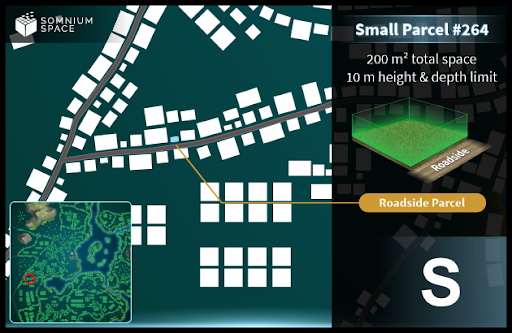 SOMNIUM
SPACE
Small Parcel #264
200 m² total space
10 m height & depth limit
Roadside
Roadside Parcel
S